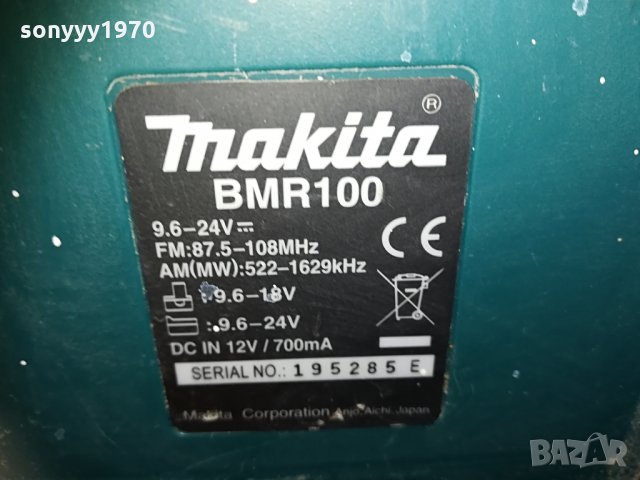 sonyyy1970
®
makita
BMR100
9.6-24V
FM:87.5-108MHz
AM(MW):522-1629kHz
:9.6-18V
:9.6-24V
DC IN 12V / 700mA
CE
SERIAL NO.: 195285 E
Makita Corporation Anjo, Aichi, Japan
BAZAR